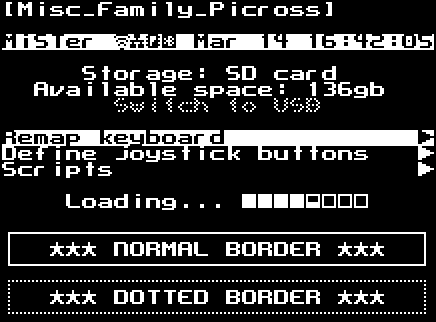 [Misc_Family_Picross]
MiSTer Mar 14 16:42:05
Storage: SD card
Available space: 136gb
Switch to USB
Remap keyboard
Define joystick buttons
Scripts
Loading...
★★★ NORMAL BORDER ★★★
★★★ DOTTED BORDER ★★★